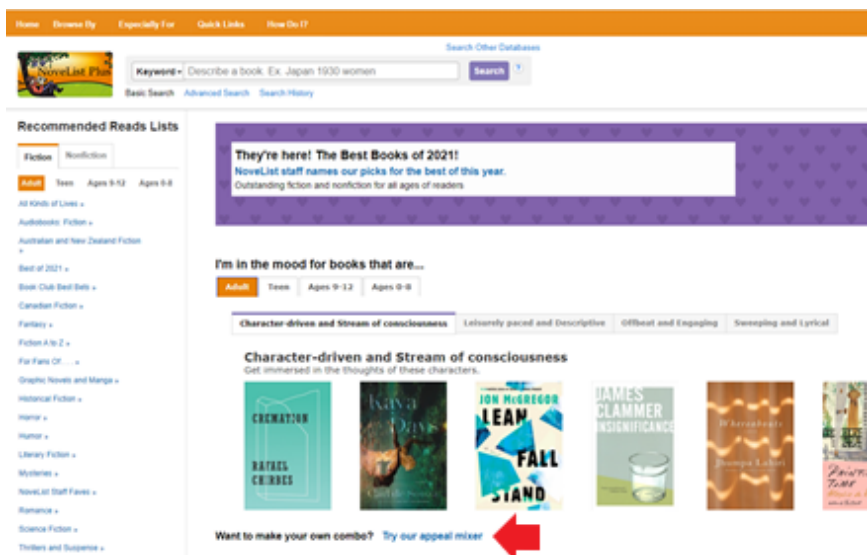 Home Browse By Especially For Quick Links How Do I?
Search Other Databases
NoveList Plus
Keyword Describe a book. Ex. Japan 1930 women Search ?
Basic Search Advanced Search Search History
Recommended Reads Lists
Fiction Nonfiction
Adult Teen Ages 9-12 Ages 0-8
All Kinds of Lives »
Audiobooks: Fiction »
Australian and New Zealand Fiction
»
Best of 2021 »
Book Club Best Bets »
Canadian Fiction »
Fantasy »
Fiction A to Z »
For Fans Of... »
Graphic Novels and Manga »
Historical Fiction »
Horror »
Humor »
Literary Fiction »
Mysteries »
NoveList Staff Faves »
Romance »
Science Fiction »
Thrillers and Suspense »
They're here! The Best Books of 2021!
NoveList staff names our picks for the best of this year.
Outstanding fiction and nonfiction for all ages of readers
I'm in the mood for books that are...
Adult Teen Ages 9-12 Ages 0-8
Character-driven and Stream of consciousness Leisurely paced and Descriptive Offbeat and Engaging Sweeping and Lyrical
Character-driven and Stream of consciousness
Get immersed in the thoughts of these characters.
CREMATION
RAFAEL
CHIRBES
Kaya
Days
JON McGREGOR
LEAN
FALL
STAND
JAMES
CLAMMER
INSIGNIFICANCE
Whereabouts
Jhumpa Lahiri
PAINTING
TIME
Want to make your own combo? Try our appeal mixer